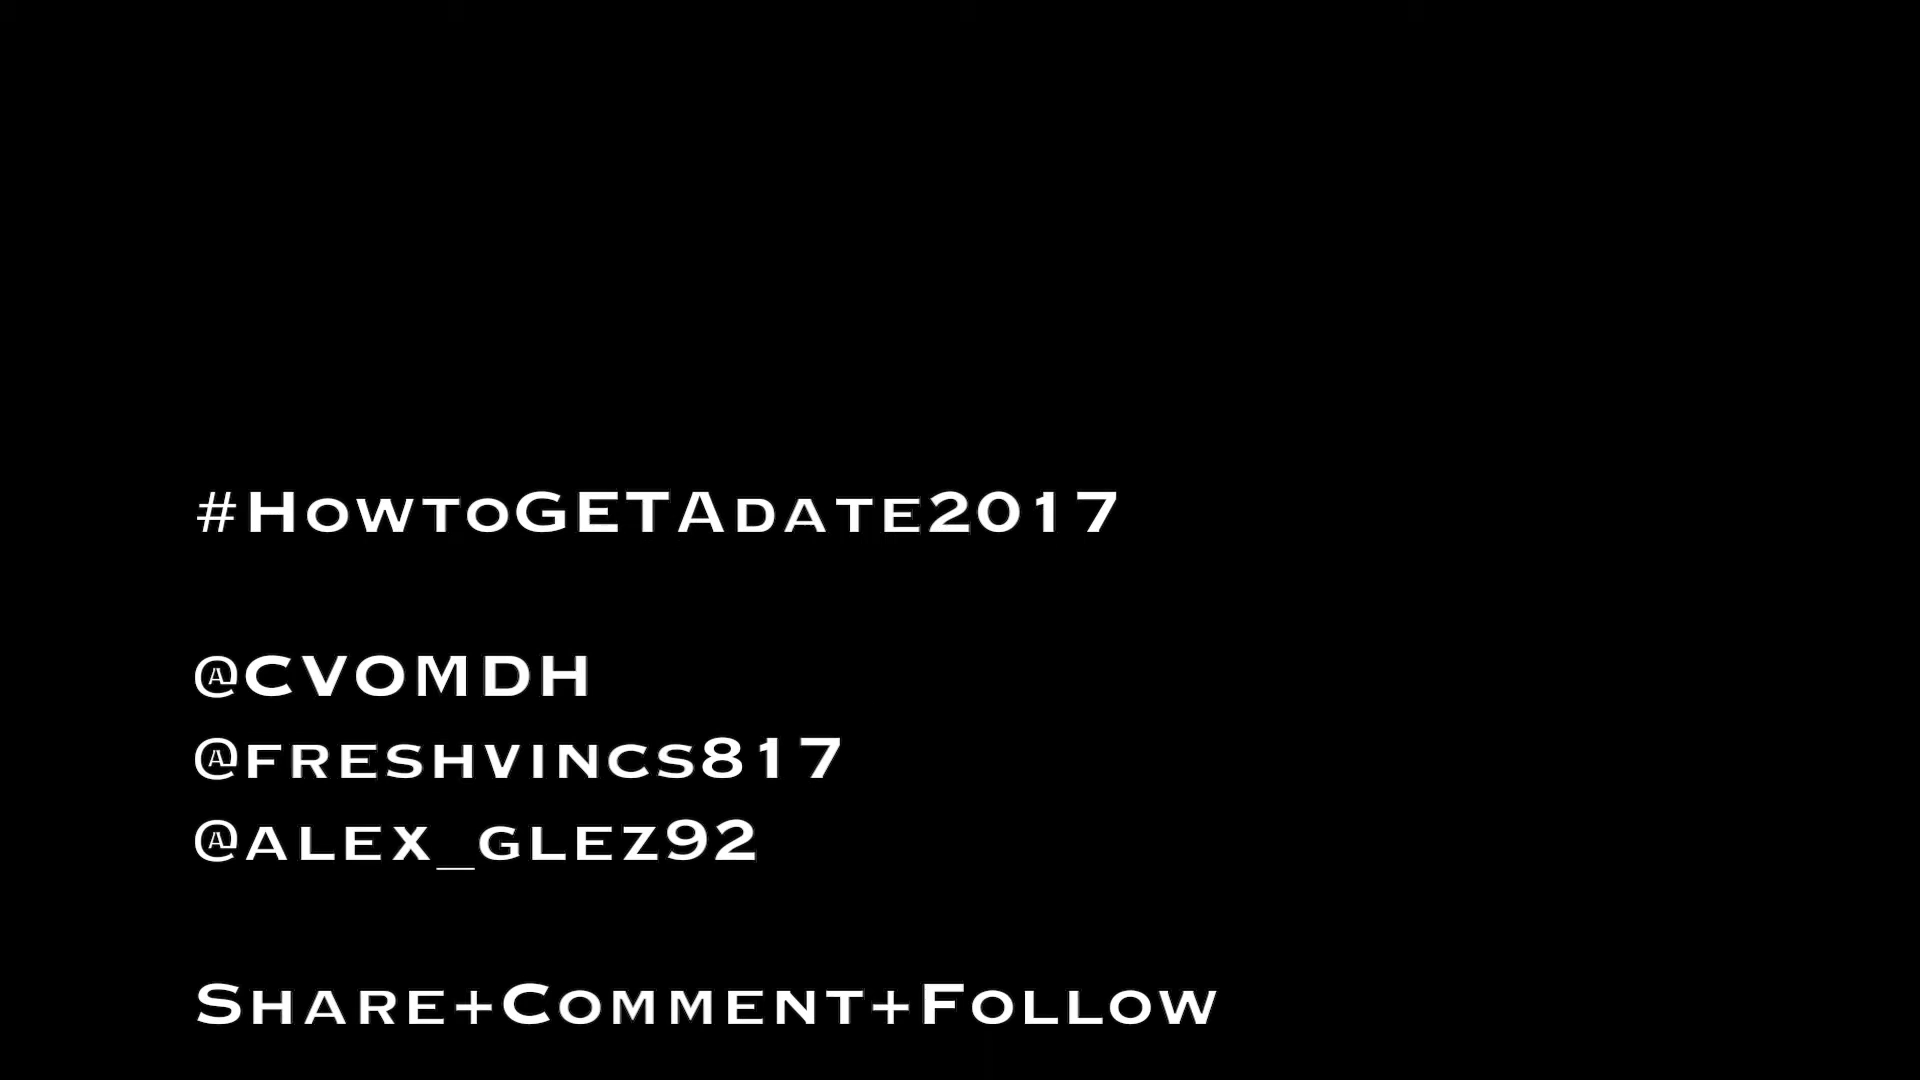 #HowtoGETAdate2017
@CVOMDH
@freshvincs817
@alex_glez92
Share+Comment+Follow